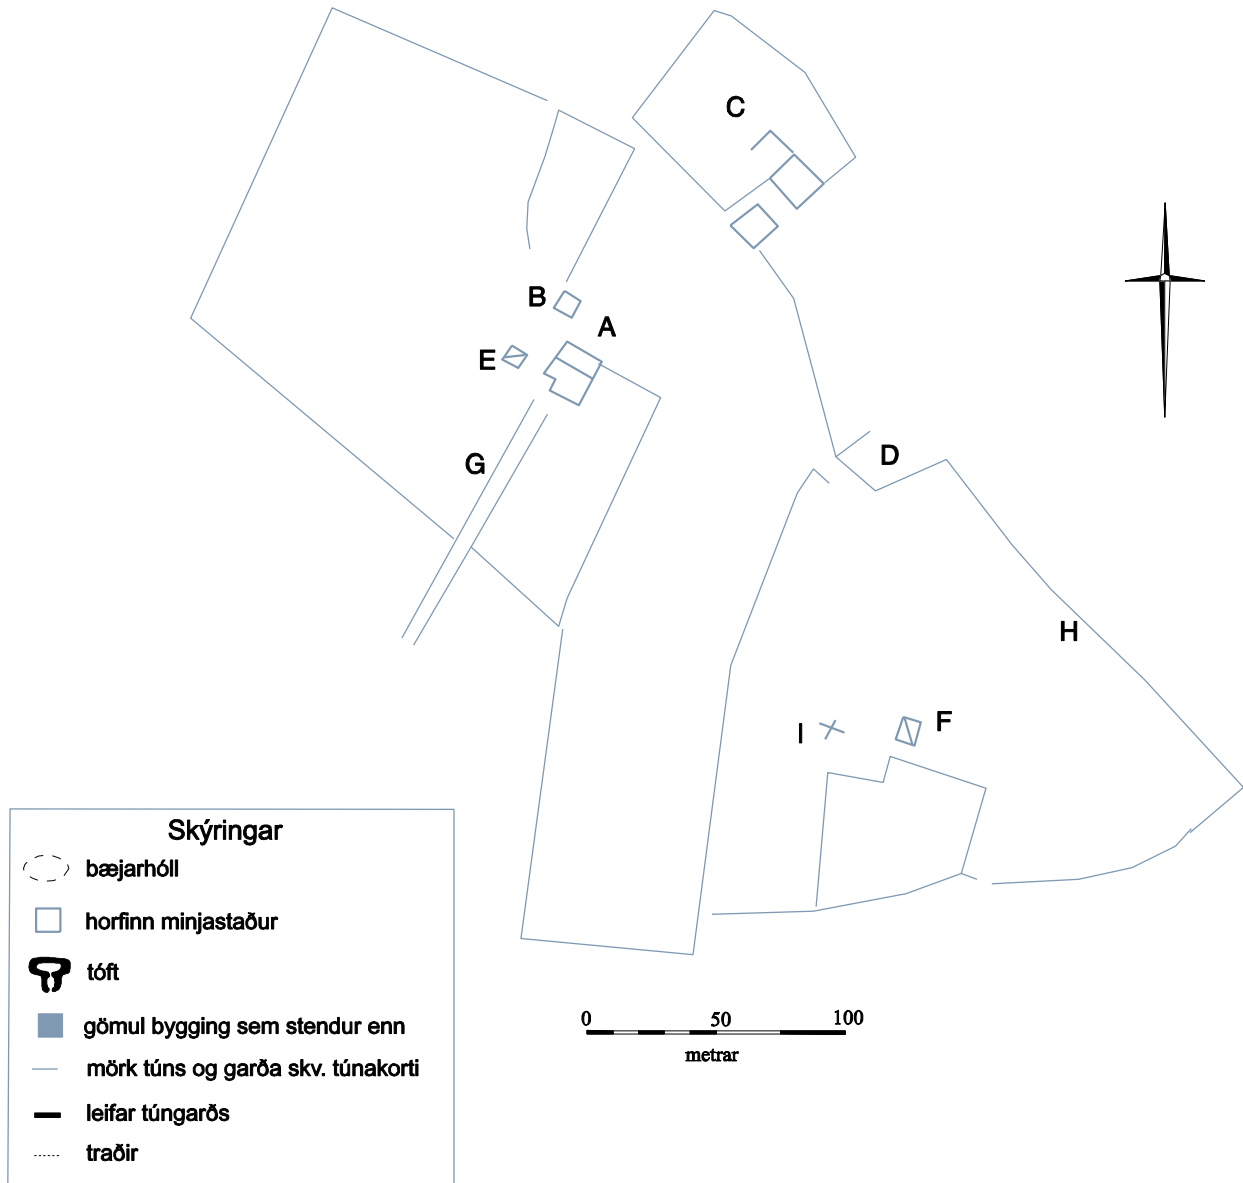 C
B
A
E
D
G
H
I
F
Skýringar
bæjarhóll
horfinn minjastaður
tóft
gömul bygging sem stendur enn
mörk túns og garða skv. túnakorti
leifar túngarðs
traðir
0 50 100
metrar